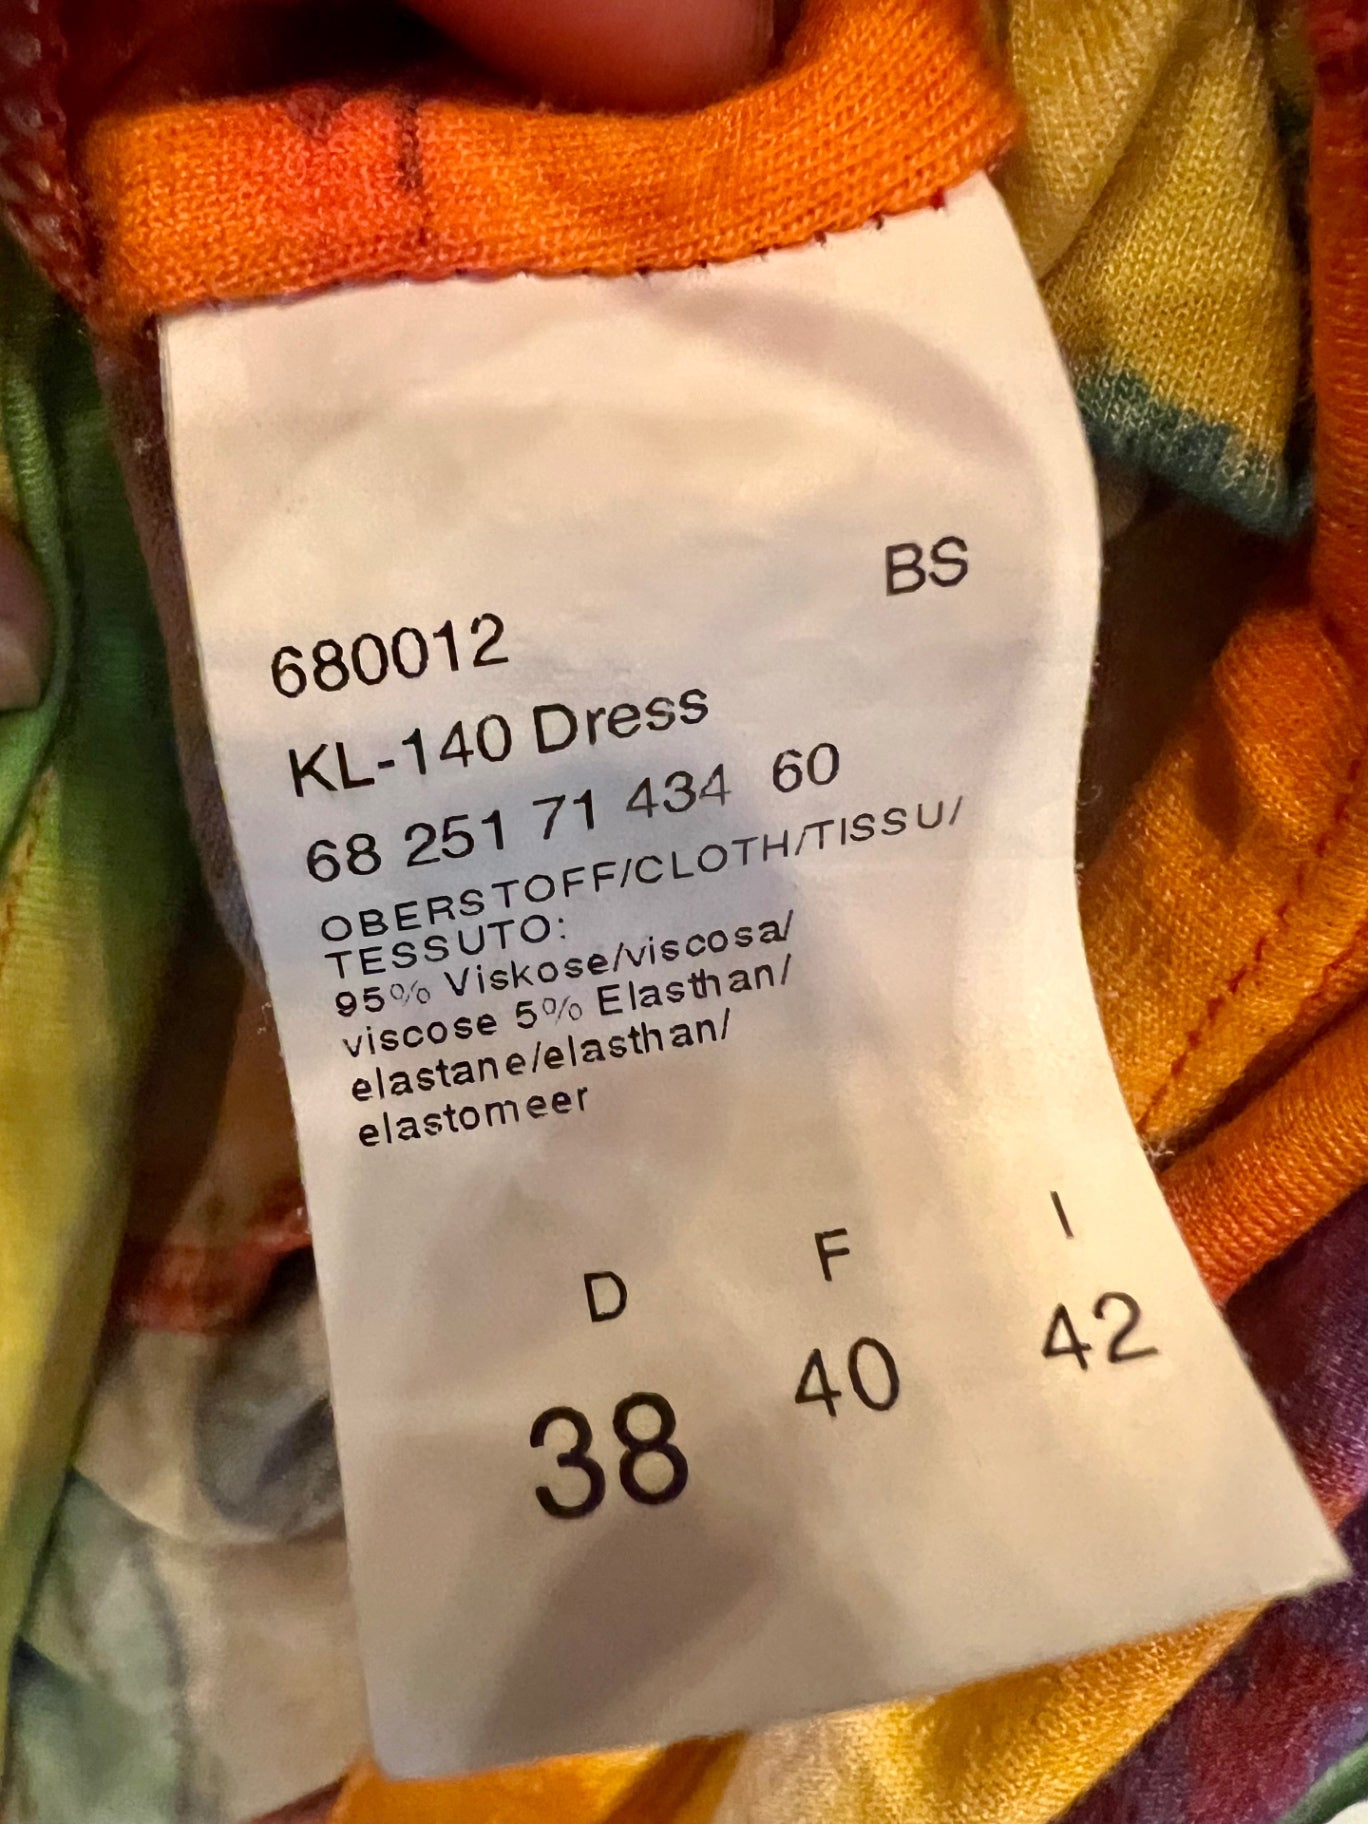 BS
680012
KL-140 Dress
68 251 71 434 60
OBERSTOFF/CLOTH/TISSU/
TESSUTO:
95% Viskose/viscosa/
viscose 5% Elasthan/
elastane/elasthan/
elastomeer
D F I
38 40 42